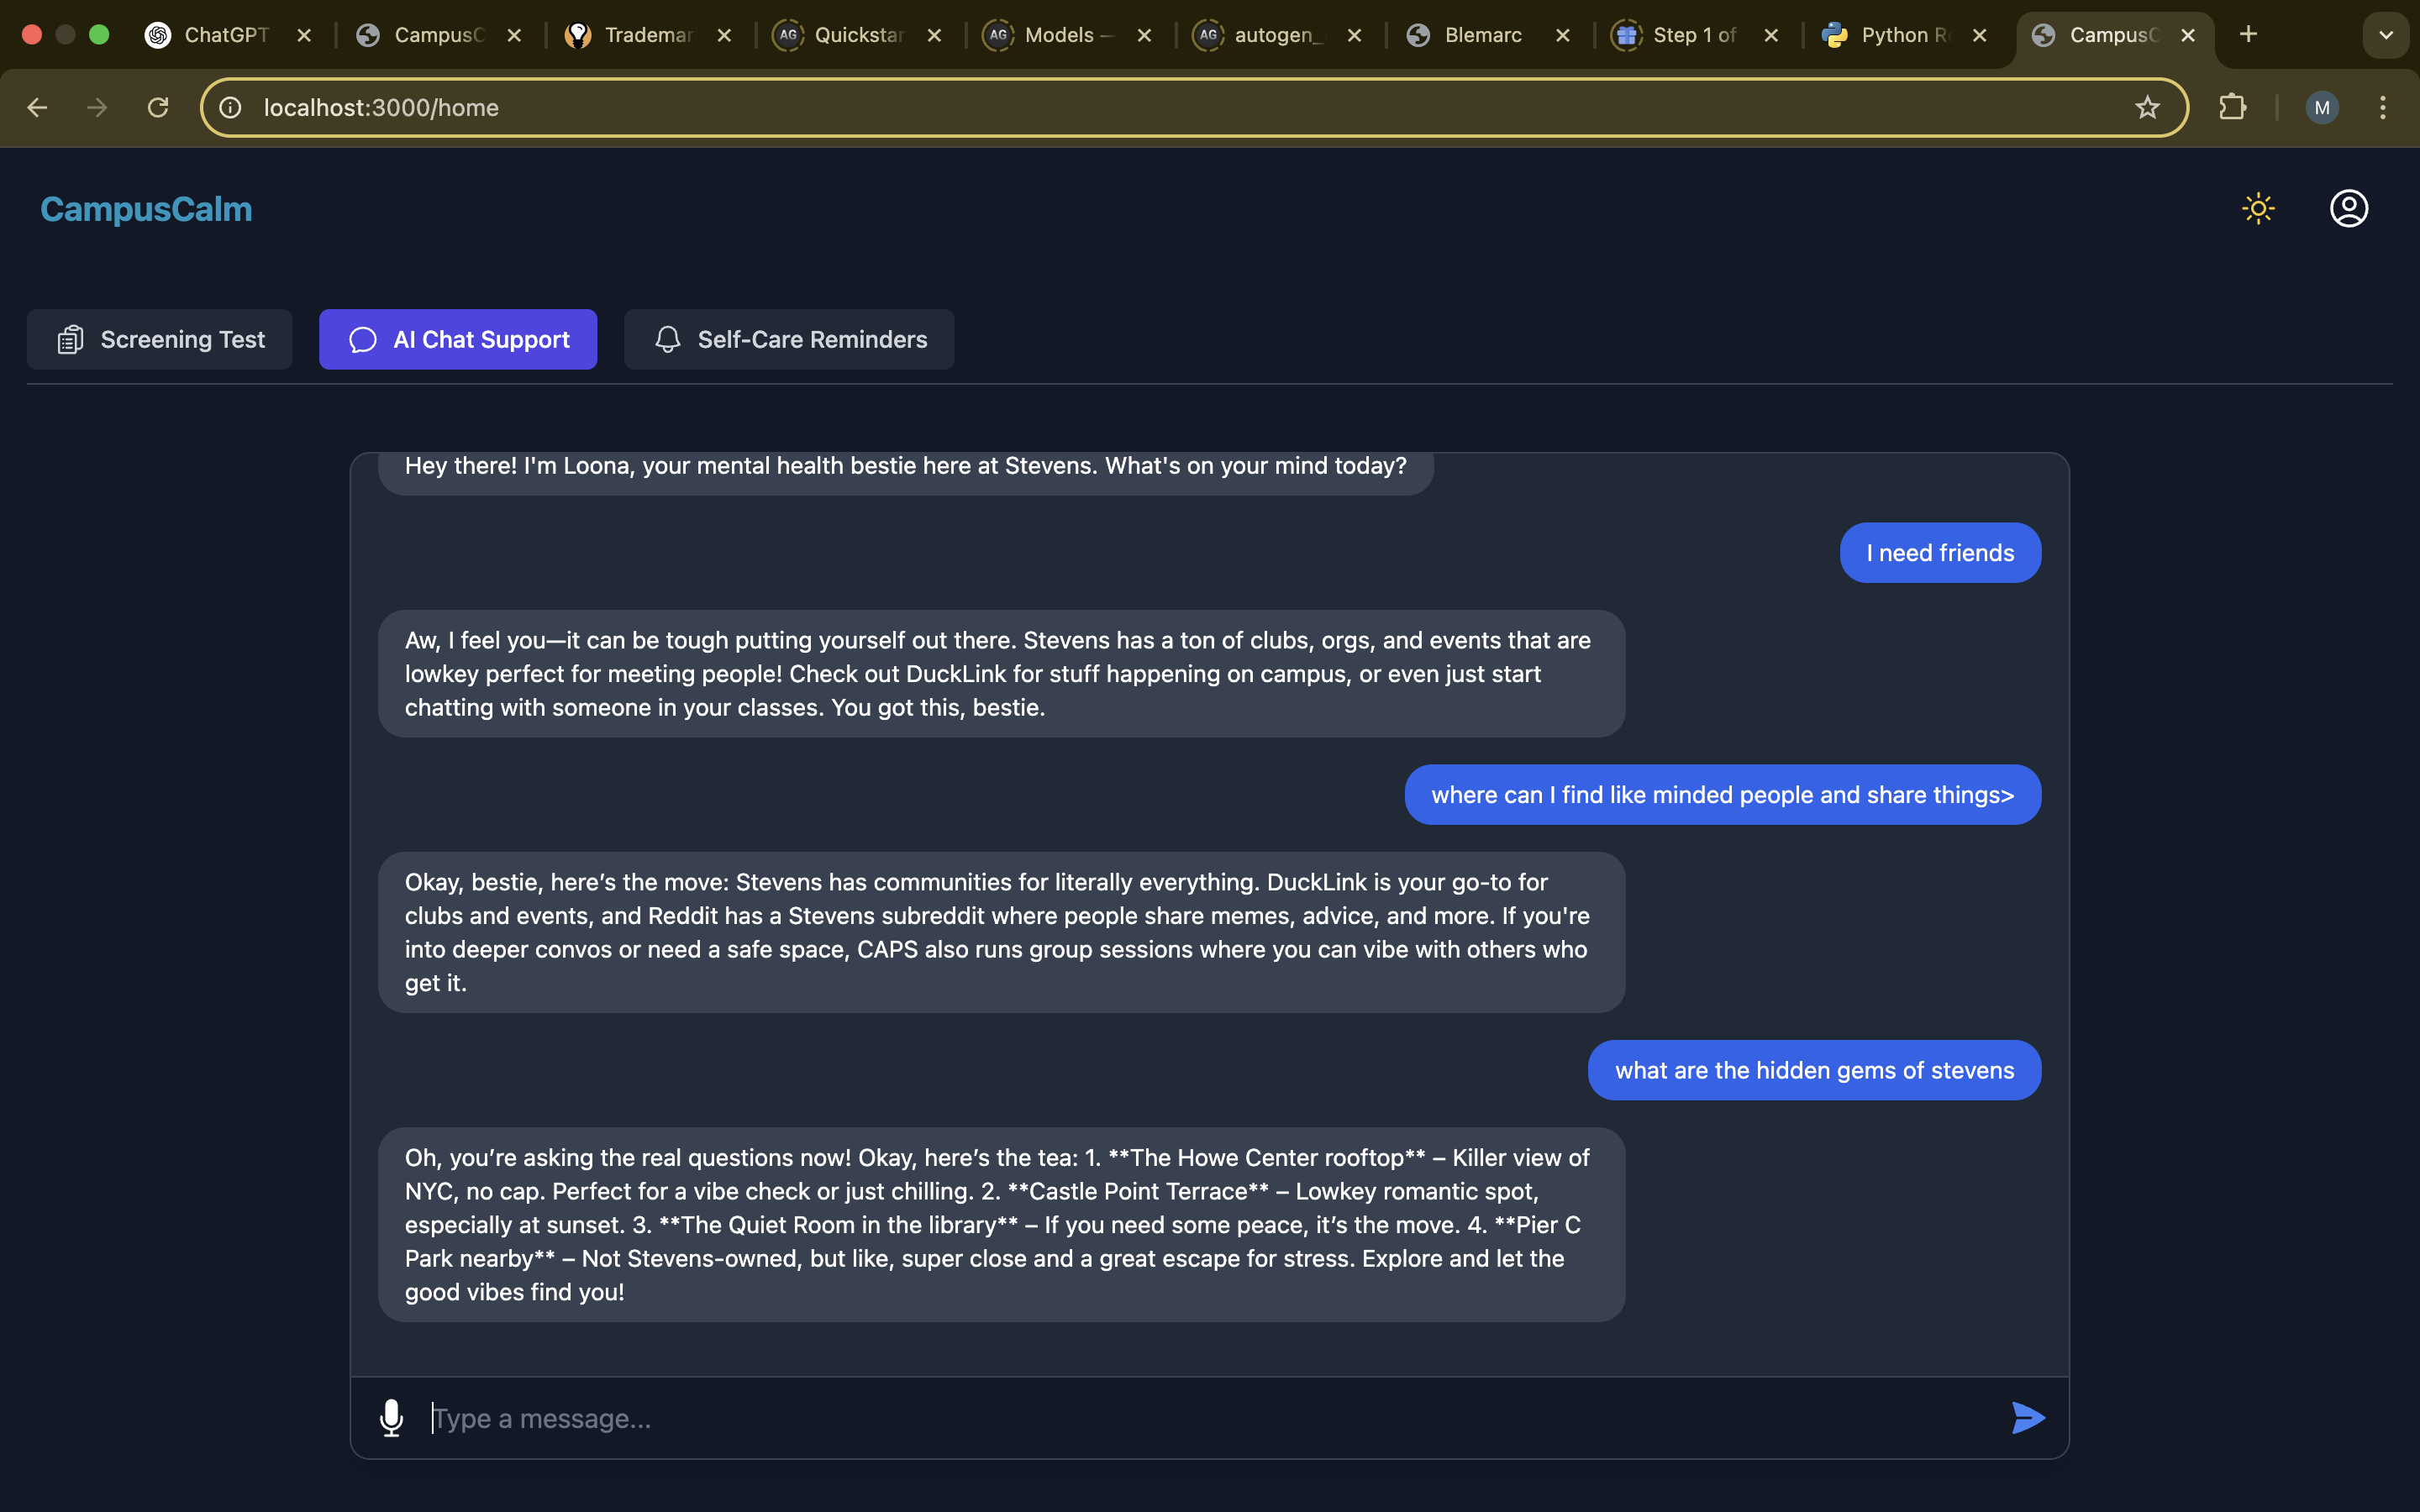 ChatGPT
CampusC
Trademar
Quickstar
Models —
autogen_
Blemarc
Step 1 of
Python R
CampusC
localhost:3000/home
M
CampusCalm
Screening Test
AI Chat Support
Self-Care Reminders
Hey there! I'm Loona, your mental health bestie here at Stevens. What's on your mind today?
I need friends
Aw, I feel you—it can be tough putting yourself out there. Stevens has a ton of clubs, orgs, and events that are
lowkey perfect for meeting people! Check out DuckLink for stuff happening on campus, or even just start
chatting with someone in your classes. You got this, bestie.
where can I find like minded people and share things>
Okay, bestie, here’s the move: Stevens has communities for literally everything. DuckLink is your go-to for
clubs and events, and Reddit has a Stevens subreddit where people share memes, advice, and more. If you're
into deeper convos or need a safe space, CAPS also runs group sessions where you can vibe with others who
get it.
what are the hidden gems of stevens
Oh, you’re asking the real questions now! Okay, here’s the tea: 1. **The Howe Center rooftop** – Killer view of
NYC, no cap. Perfect for a vibe check or just chilling. 2. **Castle Point Terrace** – Lowkey romantic spot,
especially at sunset. 3. **The Quiet Room in the library** – If you need some peace, it’s the move. 4. **Pier C
Park nearby** – Not Stevens-owned, but like, super close and a great escape for stress. Explore and let the
good vibes find you!
Type a message...